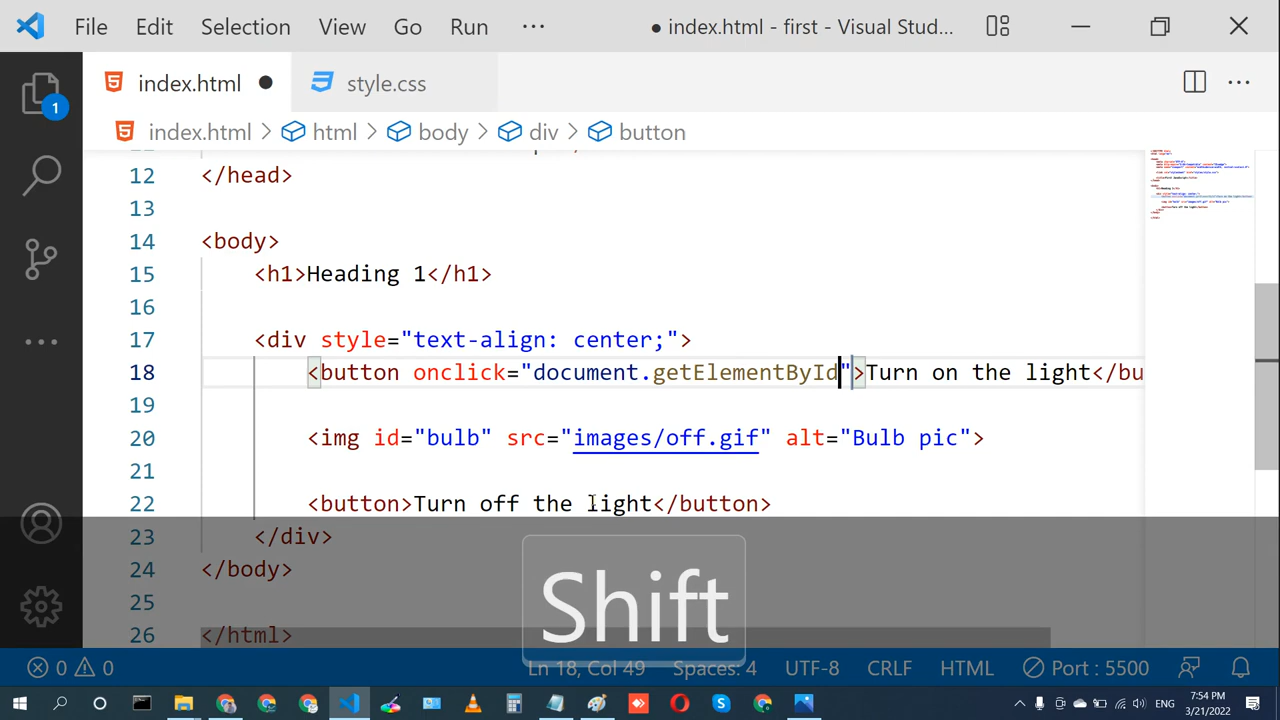 File Edit Selection View Go Run ··· ● index.html - first - Visual Stud...
index.html ● style.css
index.html > html > body > div > button
12 </head>
13
14 <body>
15 <h1>Heading 1</h1>
16
17 <div style="text-align: center;">
18 <button onclick="document.getElementById">Turn on the light</bu
19
20 <img id="bulb" src="images/off.gif" alt="Bulb pic">
21
22 <button>Turn off the light</button>
23 </div>
24 </body>
25
26 </html>
1
Shift
0 0 Ln 18, Col 49 Spaces: 4 UTF-8 CRLF HTML Port : 5500
ENG 7:54 PM
3/21/2022